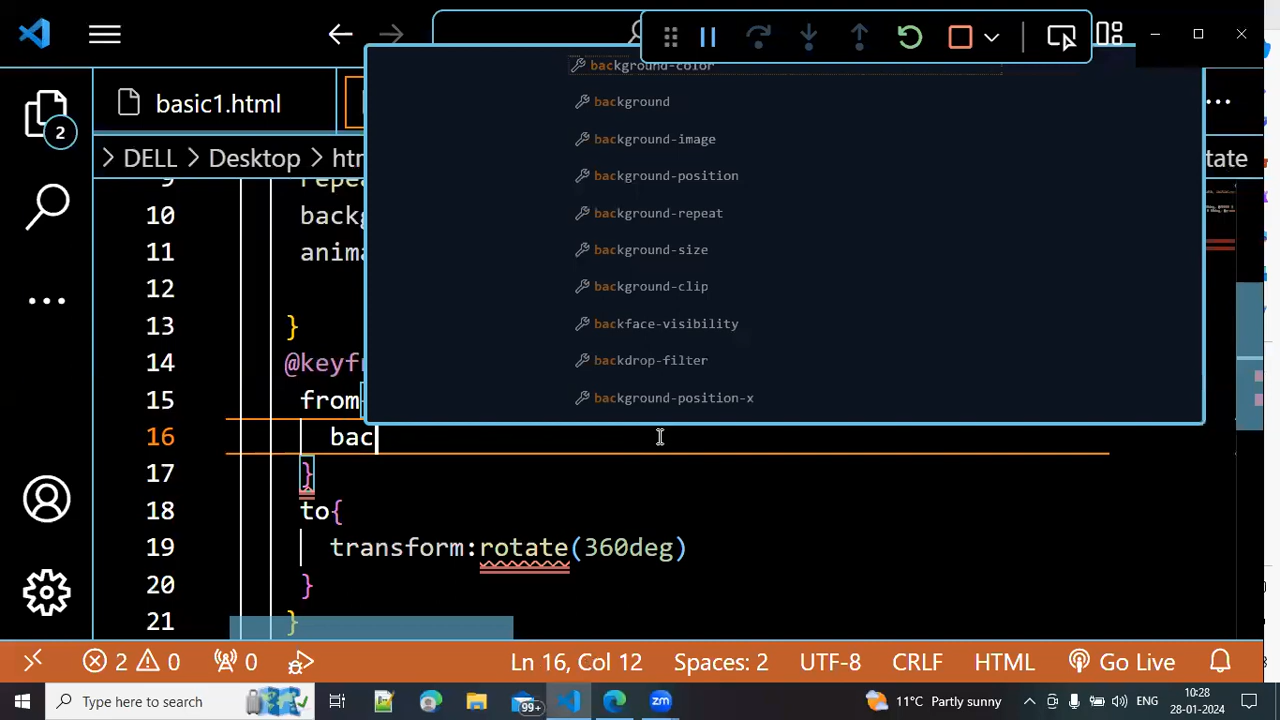 basic1.html
DELL > Desktop >
tate
2
background-color
background
background-image
background-position
background-repeat
background-size
background-clip
backface-visibility
backdrop-filter
background-position-x
9
10
11
12
13 }
14 @keyfr
15 from
16 bac
17 }
18 to{
19 transform:rotate(360deg)
20 }
21 }
2 0 0
Ln 16, Col 12 Spaces: 2 UTF-8 CRLF HTML Go Live
Type here to search
99+
zm
11°C Partly sunny
ENG
10:28
28-01-2024